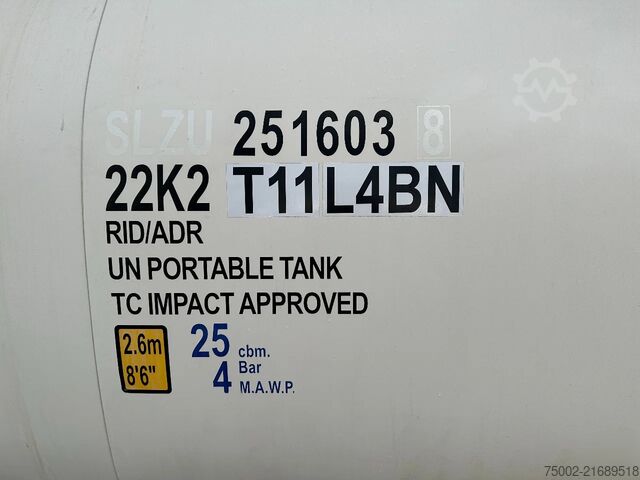 SLZU 251603 8
22K2 T11 L4BN
RID/ADR
UN PORTABLE TANK
TC IMPACT APPROVED
2.6m
8'6"
25 cbm.
4 Bar
M.A.W.P.
75002-21689518